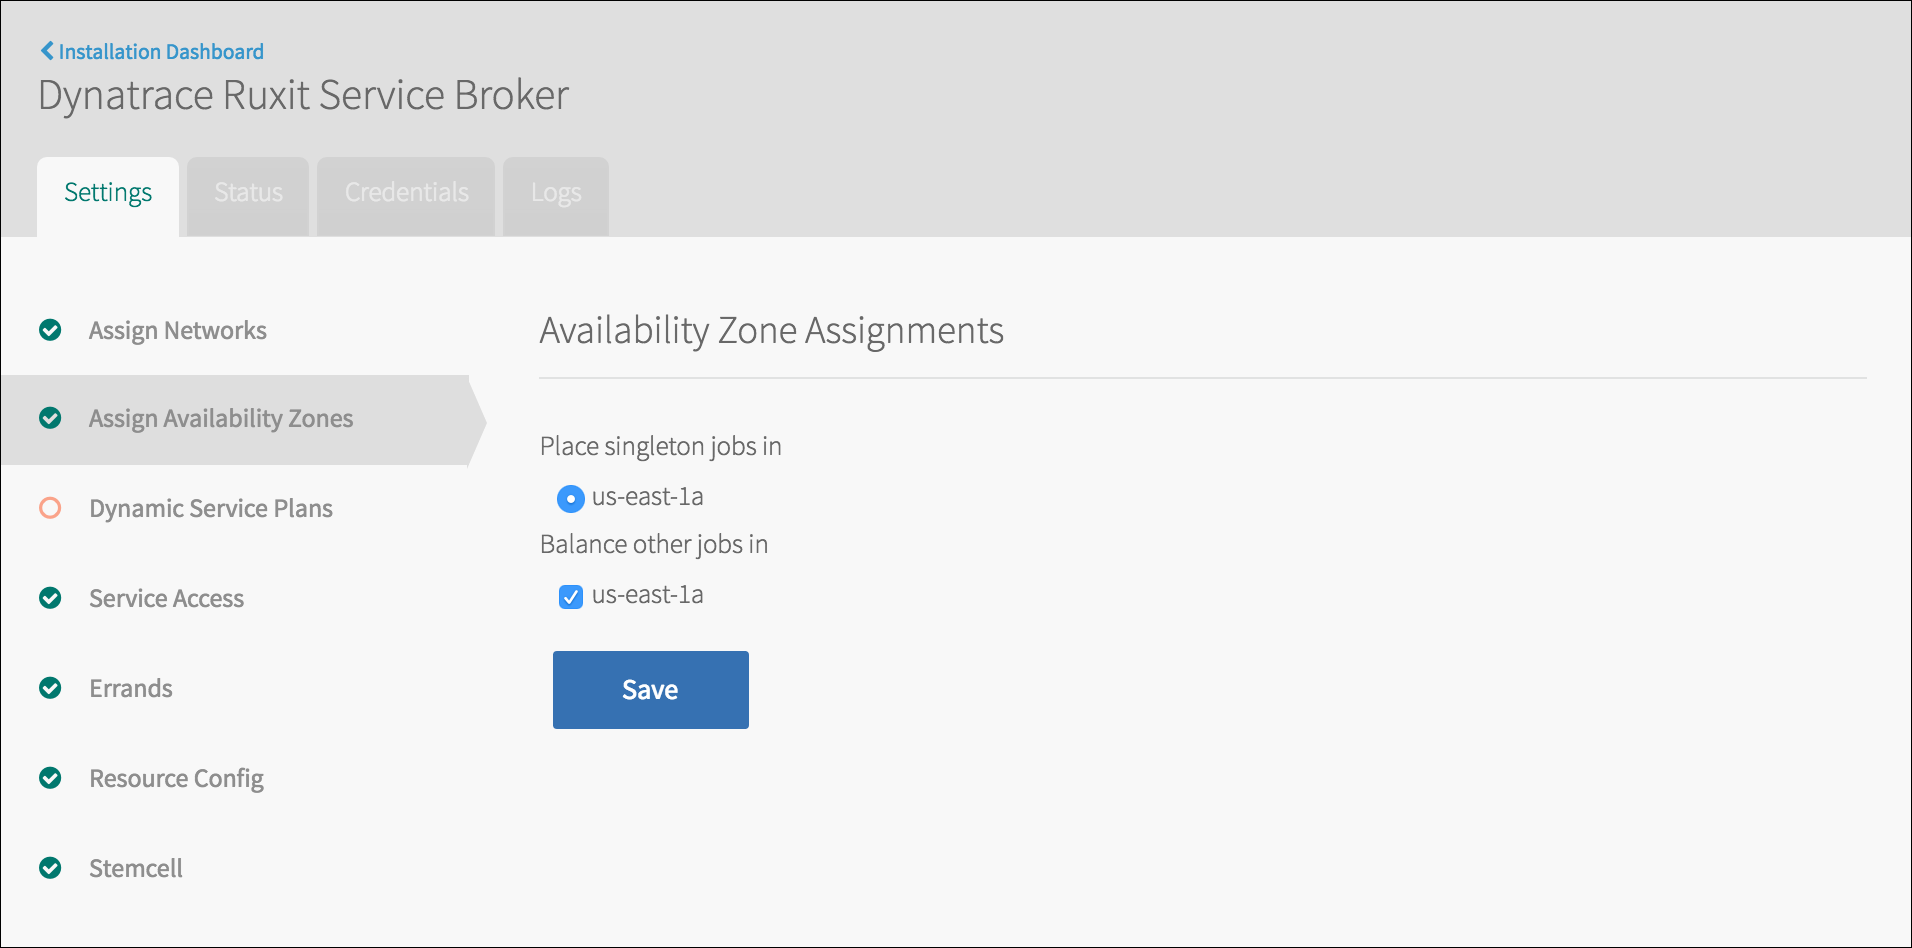 Installation Dashboard
Dynatrace Ruxit Service Broker
Settings
Status
Credentials
Logs
Assign Networks
Assign Availability Zones
Dynamic Service Plans
Service Access
Errands
Resource Config
Stemcell
Availability Zone Assignments
Place singleton jobs in
us-east-1a
Balance other jobs in
us-east-1a
Save